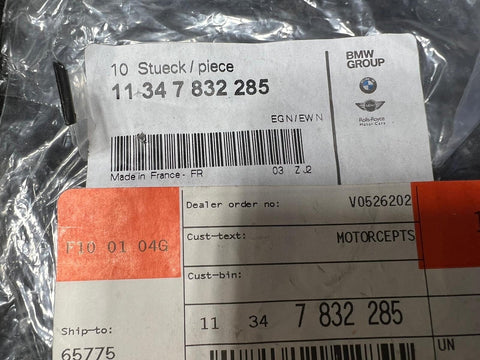 10 Stueck / piece
11 34 7 832 285
BMW
GROUP
Rolls-Royce
Motor Cars
EGN/EWN
Made in France - FR
03 ZJ2
Dealer order no:
V0526202
Cust-text:
MOTORCEPTS
F10 01 04G
Cust-bin:
11 34 7 832 285
Ship-to:
65775
UN